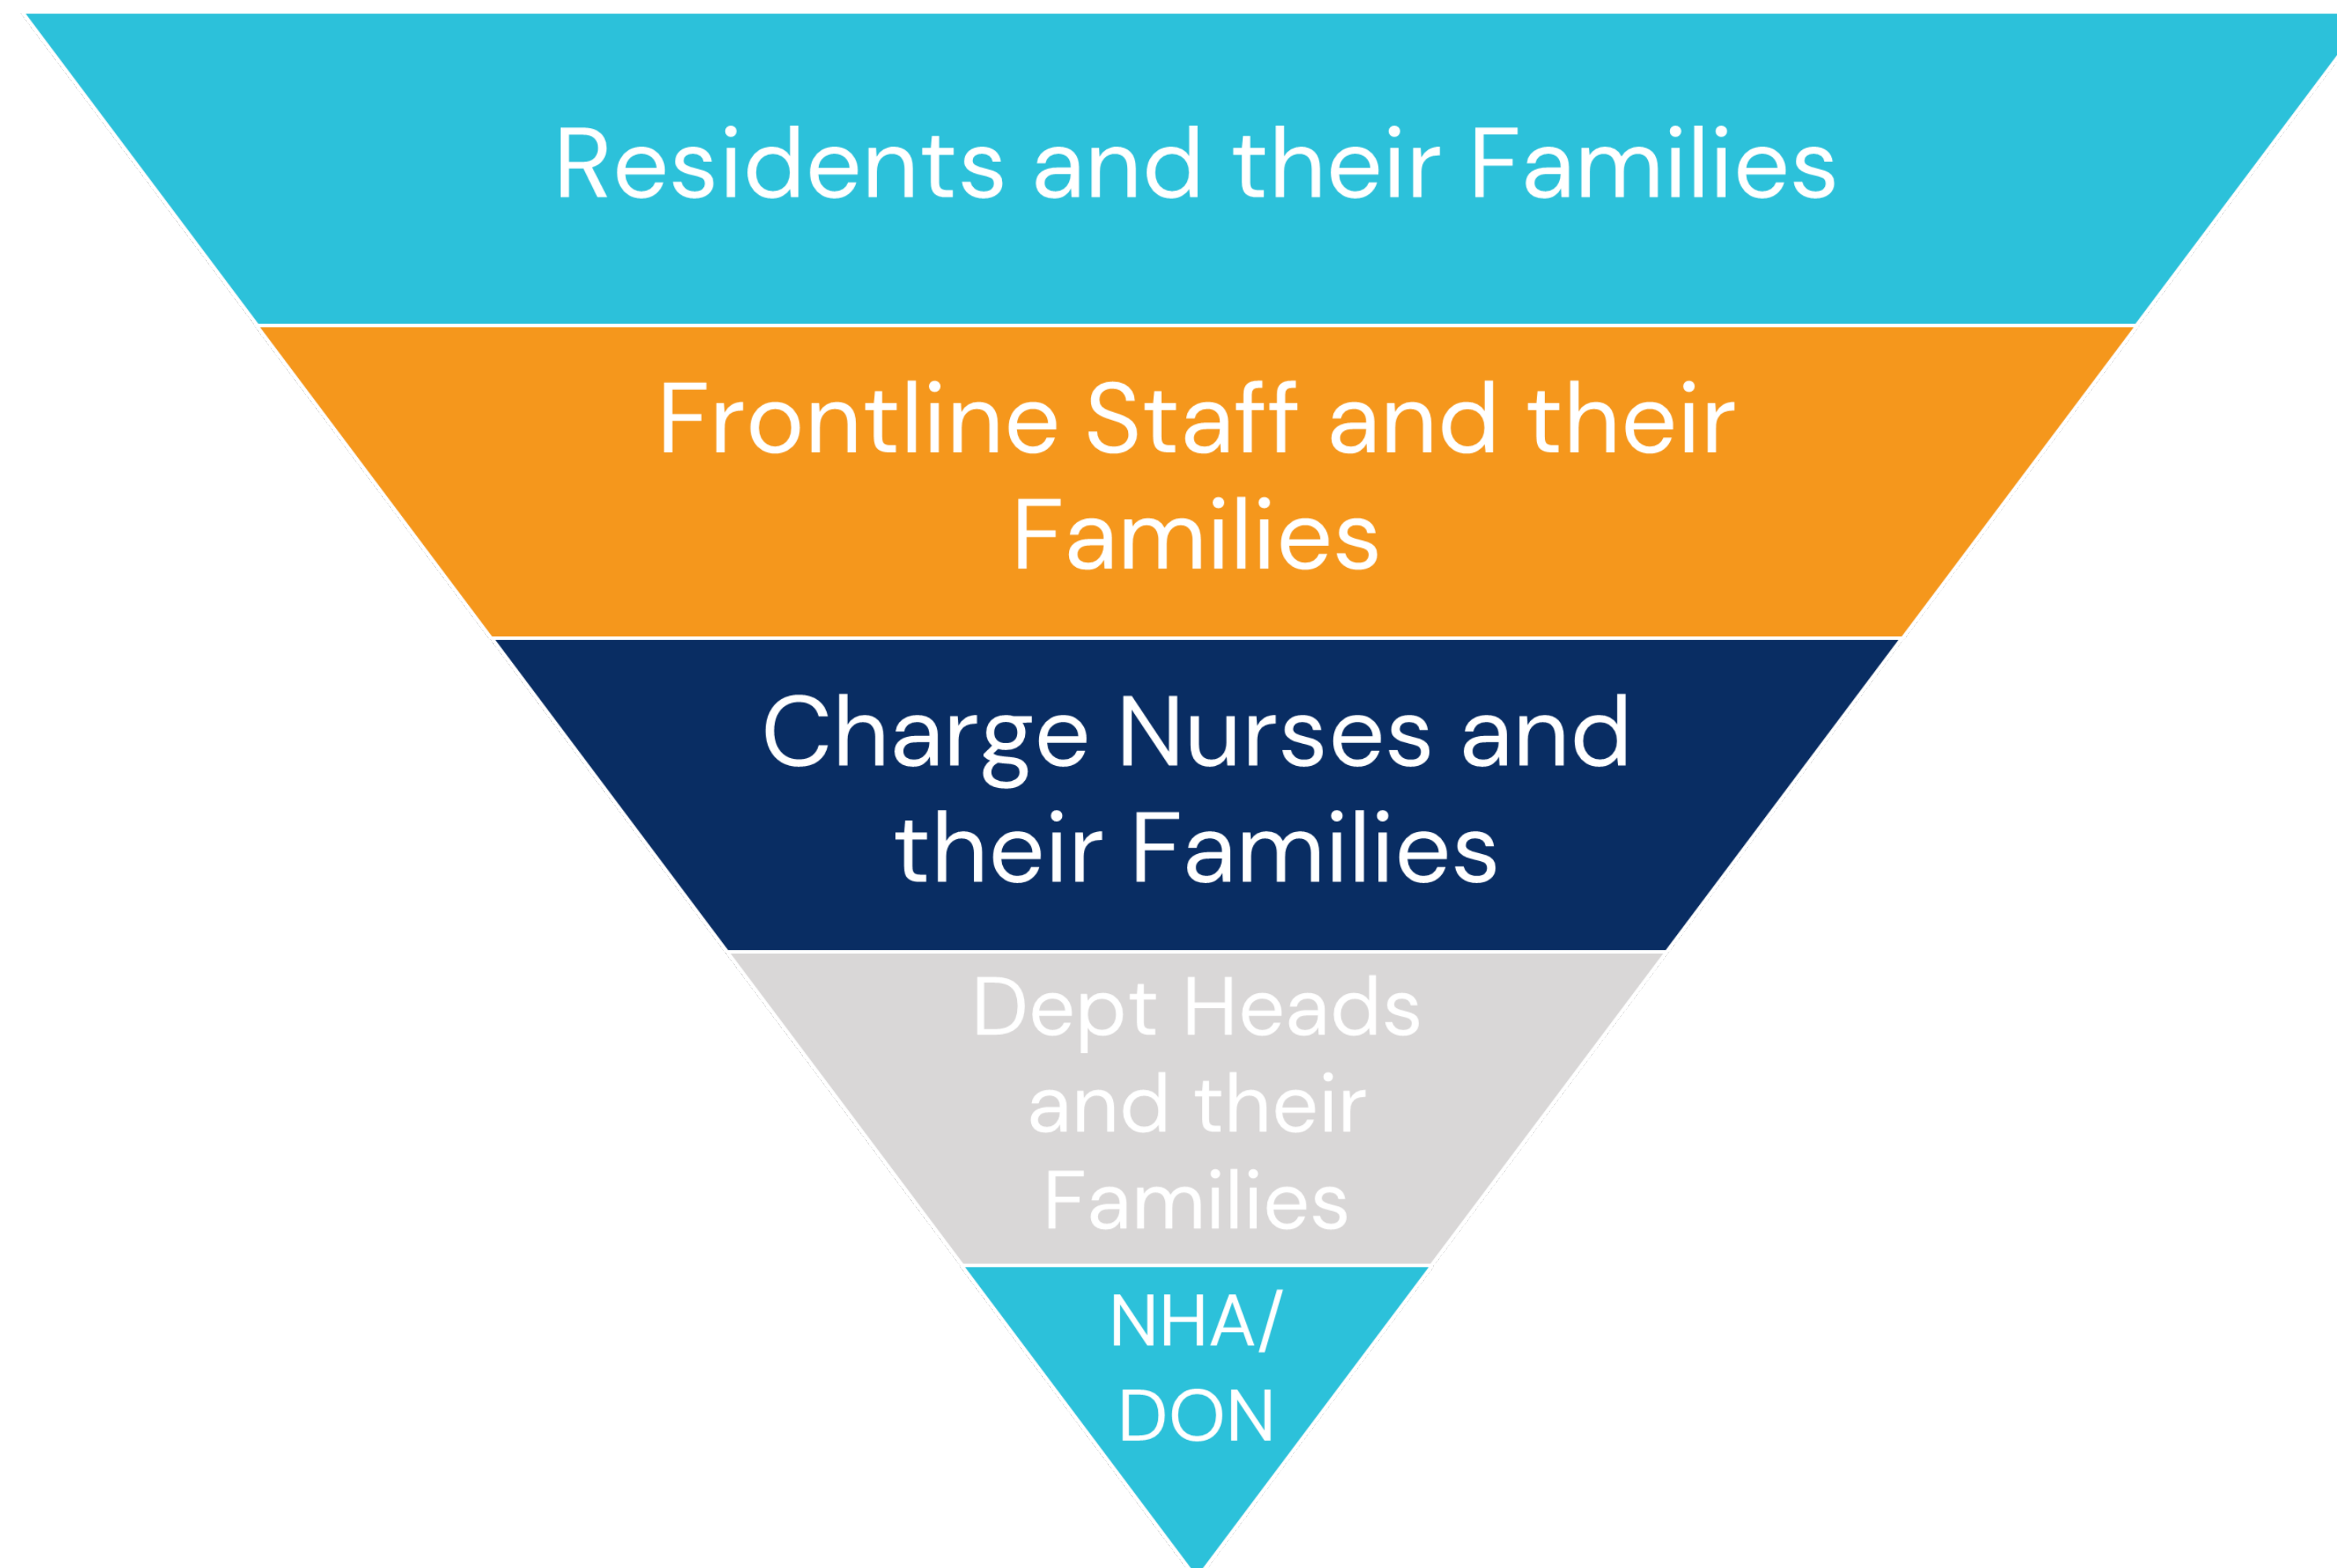 Residents and their Families
Frontline Staff and their
Families
Charge Nurses and
their Families
Dept Heads
and their
Families
NHA/
DON